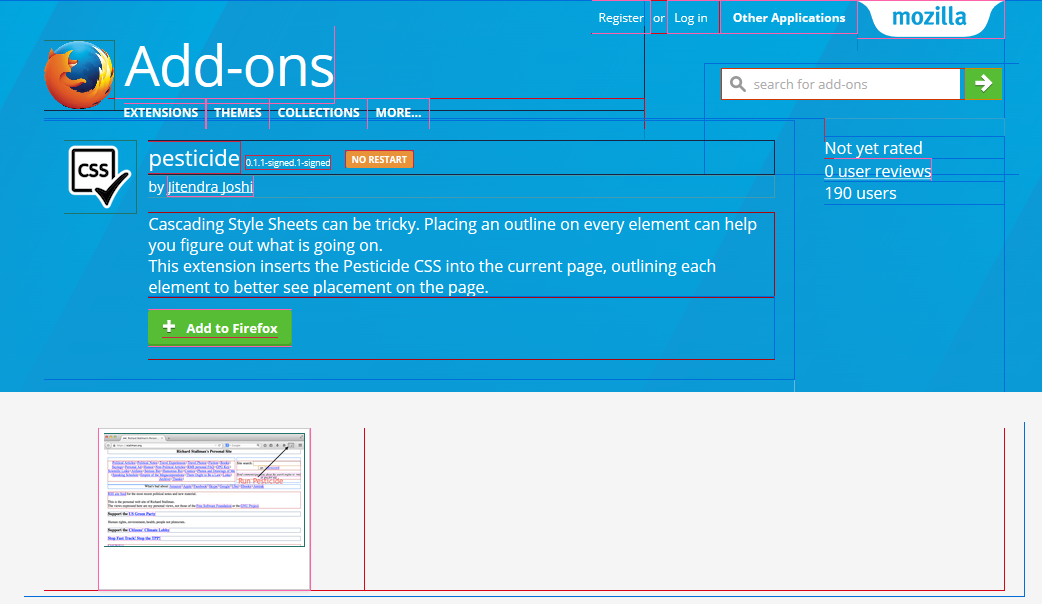 Register or Log in Other Applications mozilla
Add-ons
search for add-ons
EXTENSIONS THEMES COLLECTIONS MORE...
CSS
pesticide 0.1.1-signed.1-signed NO RESTART
by Jitendra Joshi
Cascading Style Sheets can be tricky. Placing an outline on every element can help
you figure out what is going on.
This extension inserts the Pesticide CSS into the current page, outlining each
element to better see placement on the page.
Add to Firefox
Not yet rated
0 user reviews
190 users
Richard Stallman's Personal Site
Run Pesticide
Support the US Green Party
Support the Citizens' Climate Lobby
Stop Fast Track! Stop the TPP!